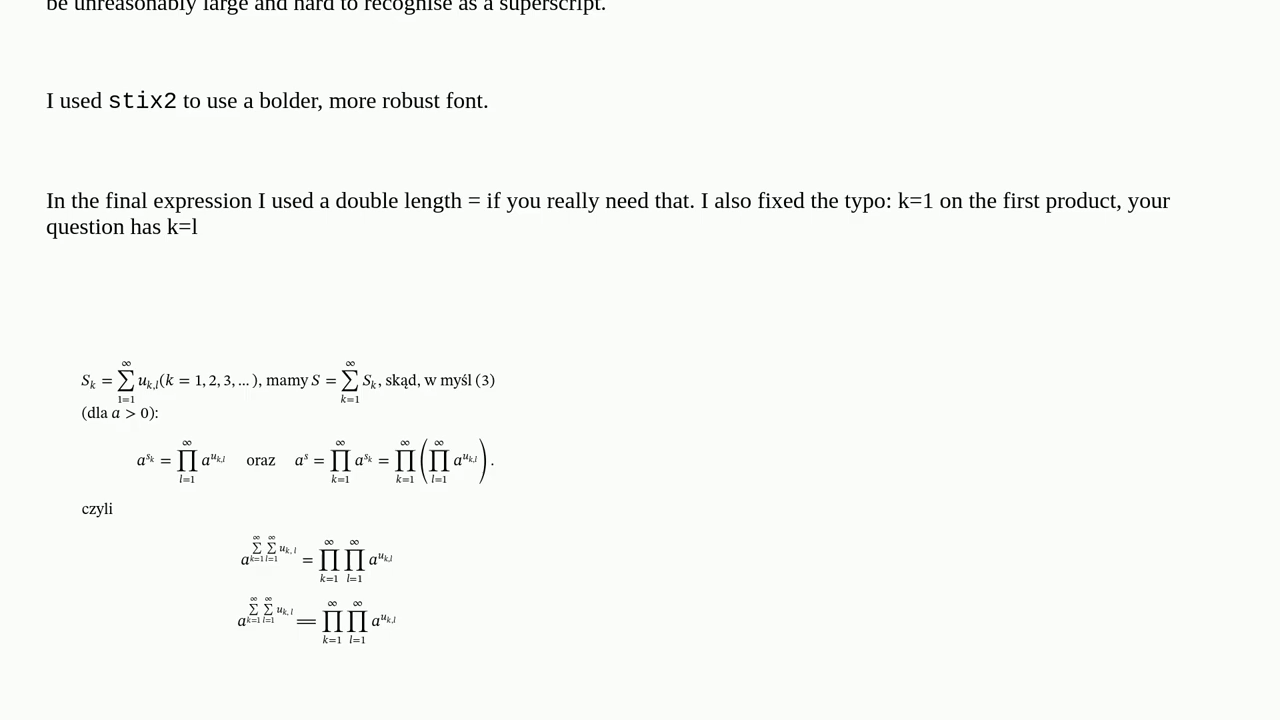 be unreasonably large and hard to recognise as a superscript.
I used stix2 to use a bolder, more robust font.
In the final expression I used a double length = if you really need that. I also fixed the typo: k=1 on the first product, your
question has k=l
S_k = ∑_{1=1}^{∞} u_{k,l}(k = 1, 2, 3, … ), mamy S = ∑_{k=1}^{∞} S_k, skąd, w myśl (3)
(dla a > 0):
a^{s_k} = ∏_{l=1}^{∞} a^{u_{k,l}} oraz a^s = ∏_{k=1}^{∞} a^{s_k} = ∏_{k=1}^{∞} (∏_{l=1}^{∞} a^{u_{k,l}}).
czyli
a^{∑_{k=1}^{∞} ∑_{l=1}^{∞} u_{k,l}} = ∏_{k=1}^{∞} ∏_{l=1}^{∞} a^{u_{k,l}}
a^{∑_{k=1}^{∞} ∑_{l=1}^{∞} u_{k,l}} == ∏_{k=1}^{∞} ∏_{l=1}^{∞} a^{u_{k,l}}